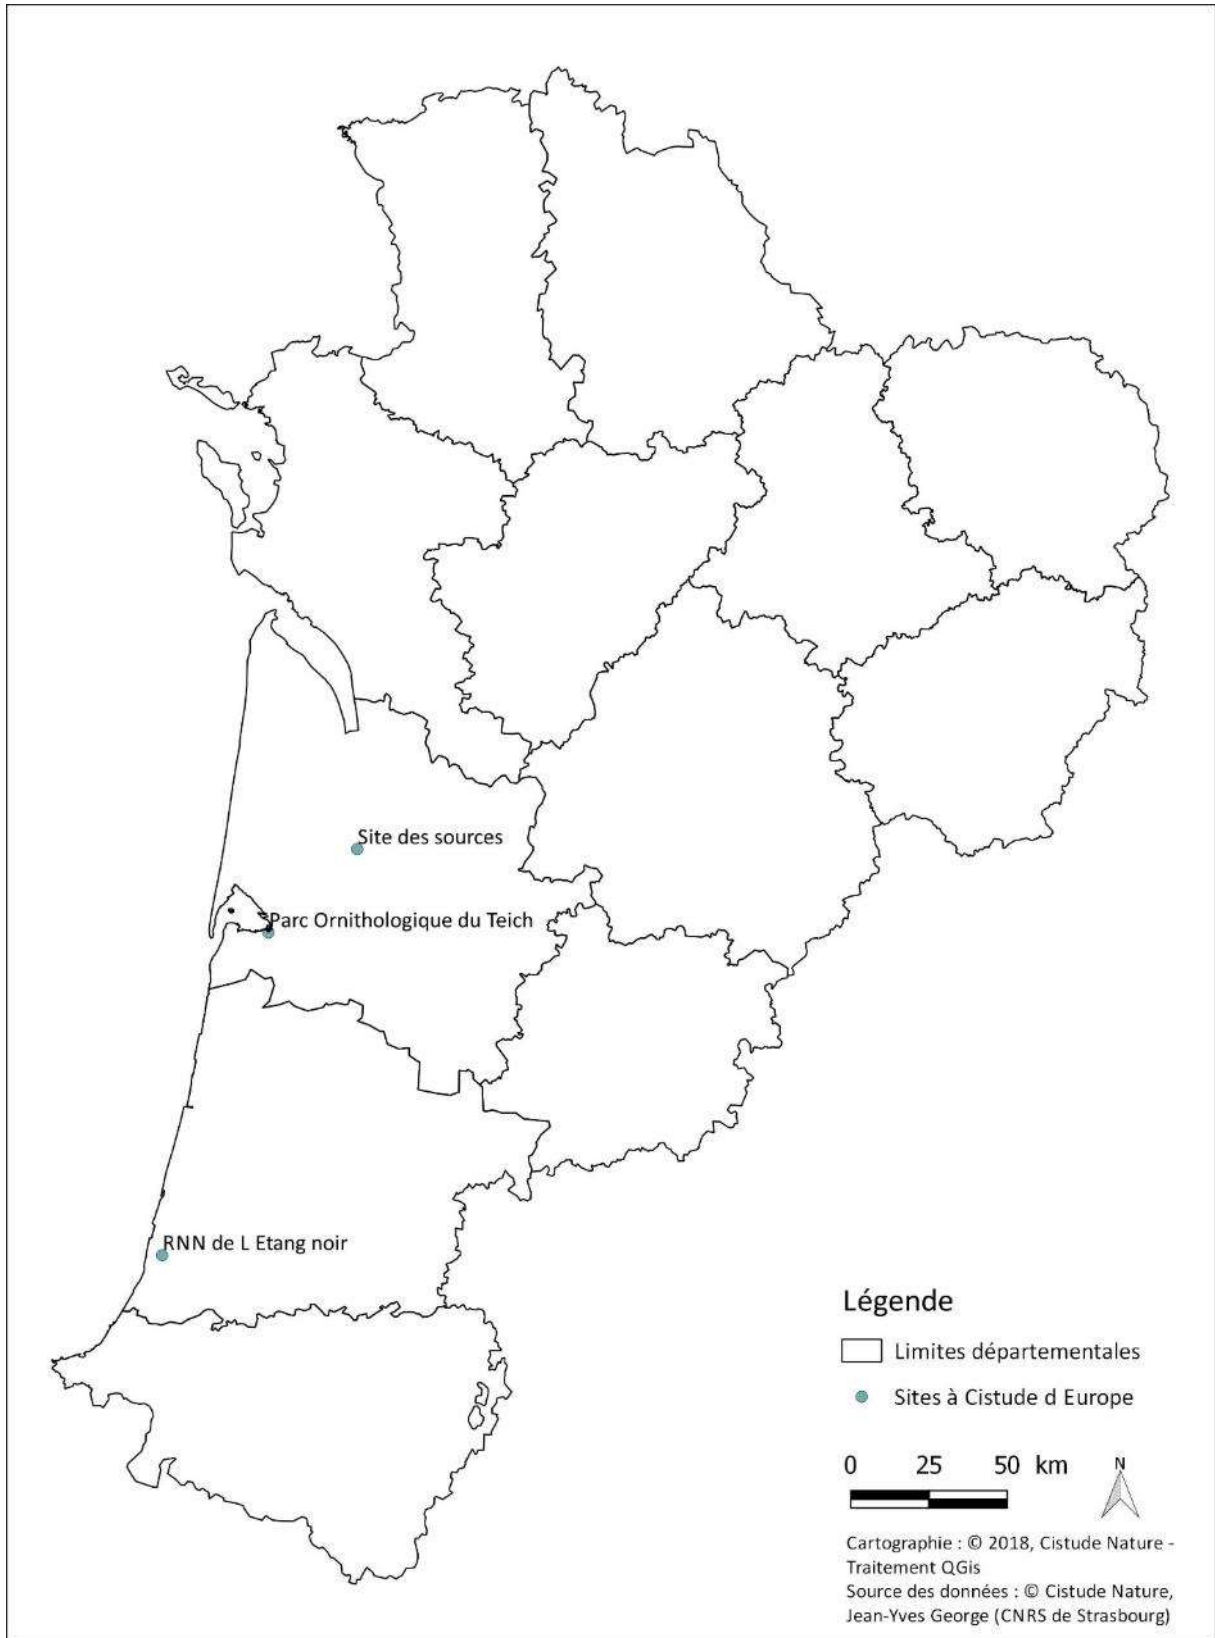 Site des sources
Parc Ornithologique du Teich
RNN de L Etang noir
Légende
Limites départementales
Sites à Cistude d Europe
0 25 50 km
N
Cartographie : © 2018, Cistude Nature -
Traitement QGis
Source des données : © Cistude Nature,
Jean-Yves George (CNRS de Strasbourg)